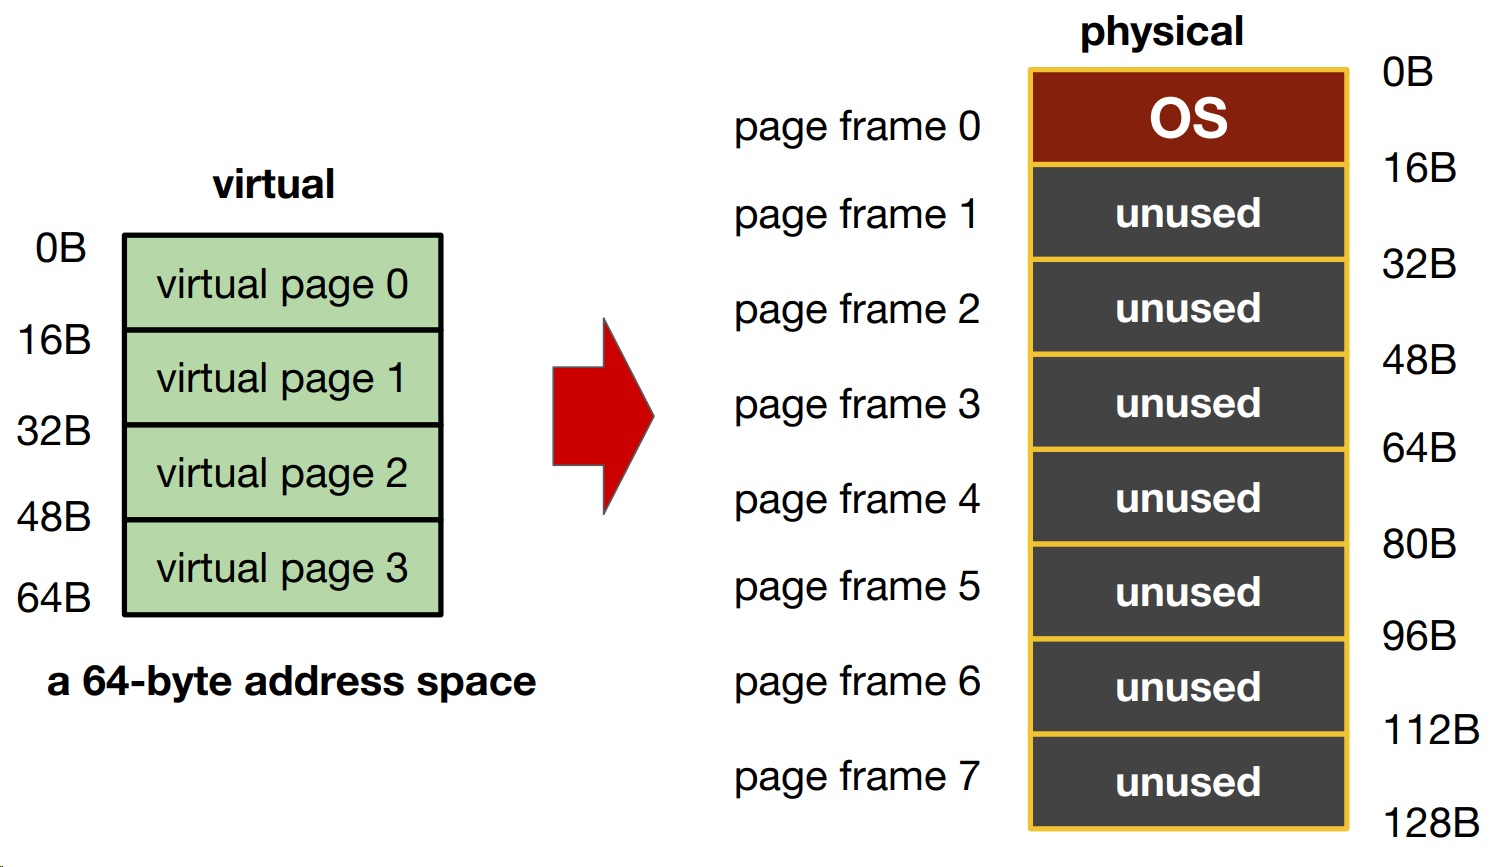 virtual
0B
virtual page 0
16B
virtual page 1
32B
virtual page 2
48B
virtual page 3
64B
a 64-byte address space
physical
0B
page frame 0
OS
16B
page frame 1
unused
32B
page frame 2
unused
48B
page frame 3
unused
64B
page frame 4
unused
80B
page frame 5
unused
96B
page frame 6
unused
112B
page frame 7
unused
128B